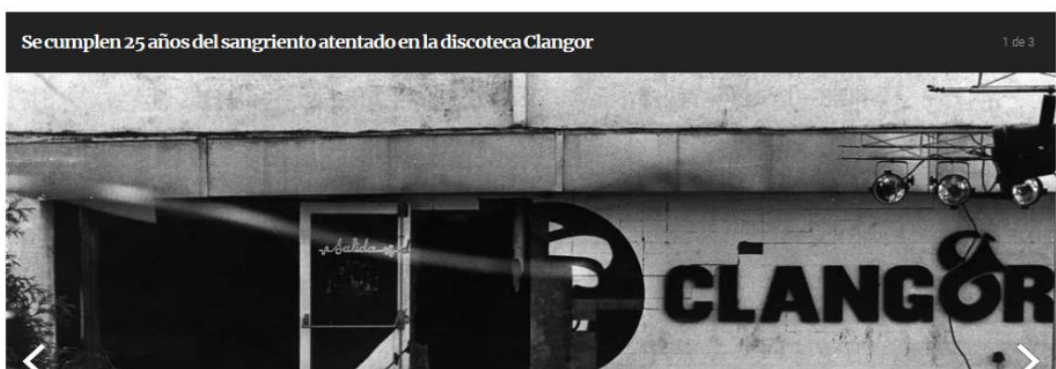 Se cumplen 25 años del sangriento atentado en la discoteca Clangor
1 de 3
Salida
CLANGOR